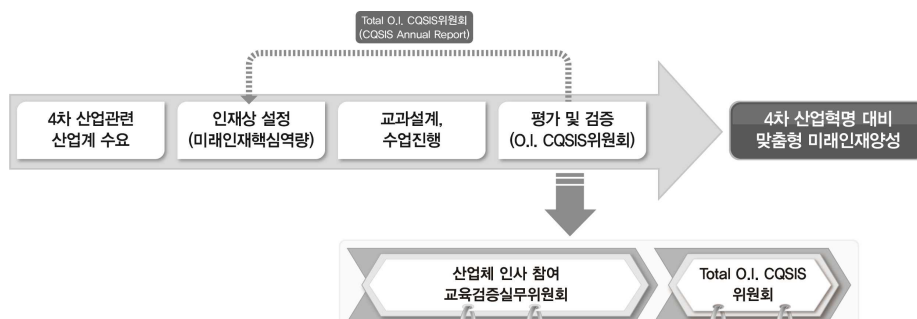 Total O.I. CQSIS위원회
(CQSIS Annual Report)
4차 산업관련
산업계 수요
인재상 설정
(미래인재핵심역량)
교과설계,
수업진행
평가 및 검증
(O.I. CQSIS위원회)
4차 산업혁명 대비
맞춤형 미래인재양성
산업체 인사 참여
교육검증실무위원회
Total O.I. CQSIS
위원회